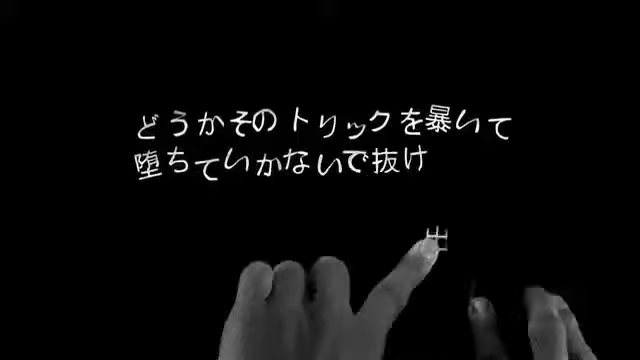 どうかそのトリックを暴いて
堕ちていかないで抜け
出